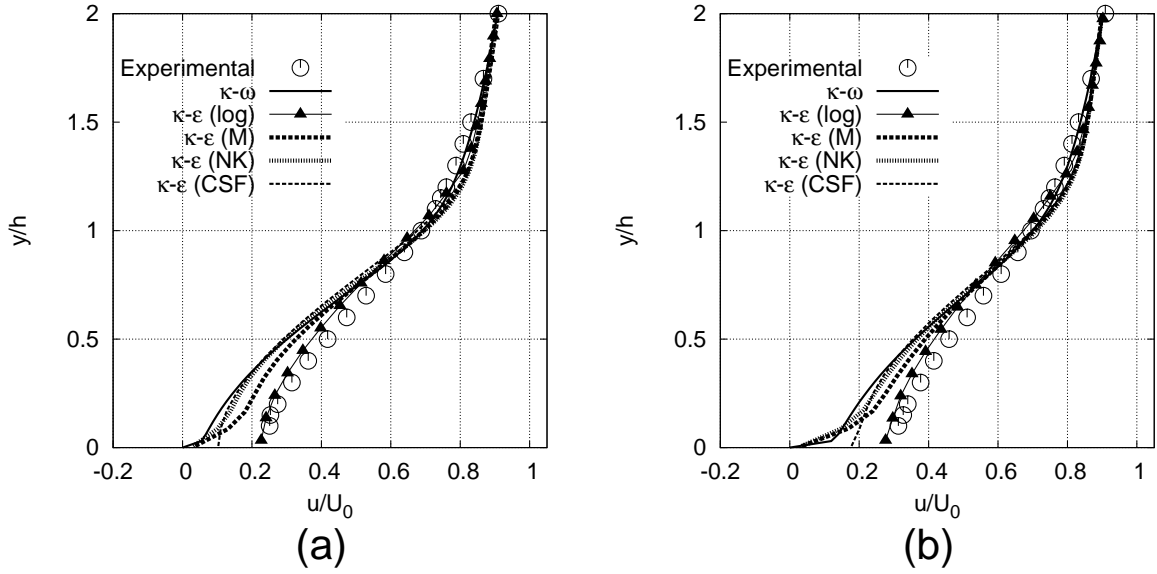 2
1.5
1
0.5
0
-0.2 0 0.2 0.4 0.6 0.8 1
y/h
u/U0
Experimental
κ-ω
κ-ε (log)
κ-ε (M)
κ-ε (NK)
κ-ε (CSF)
(a)
2
1.5
1
0.5
0
-0.2 0 0.2 0.4 0.6 0.8 1
y/h
u/U0
Experimental
κ-ω
κ-ε (log)
κ-ε (M)
κ-ε (NK)
κ-ε (CSF)
(b)